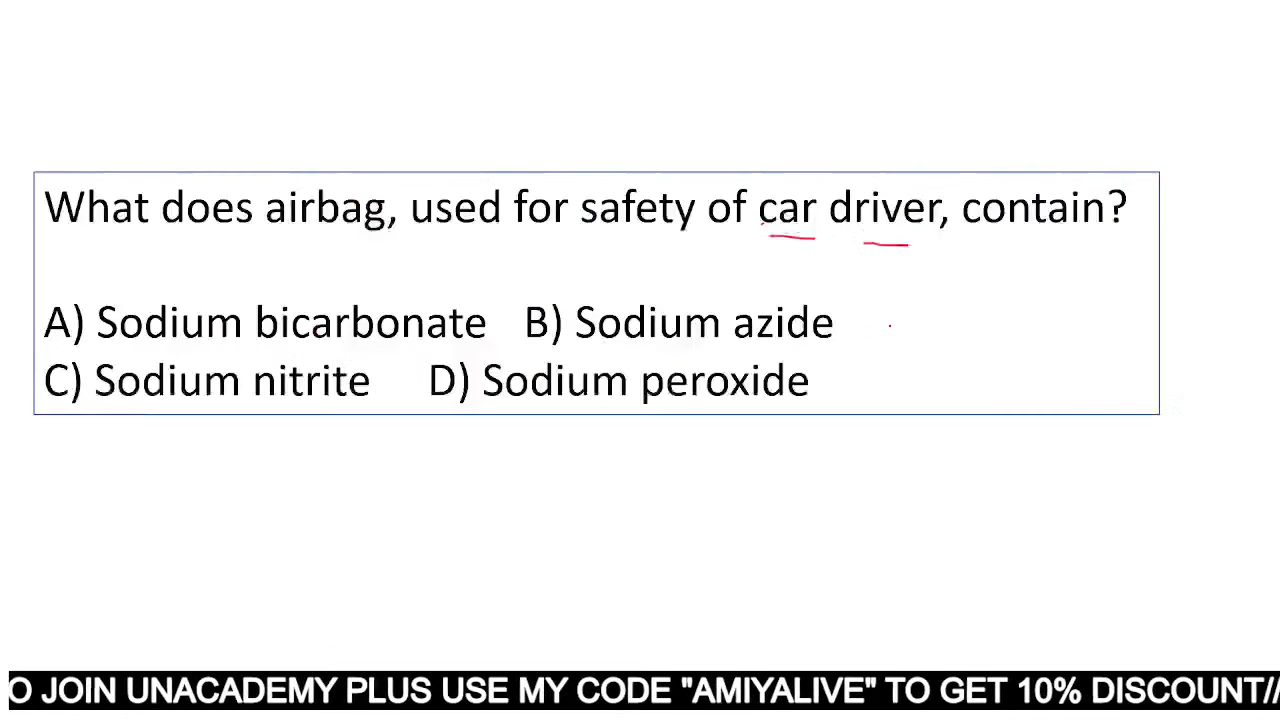 What does airbag, used for safety of car driver, contain?
A) Sodium bicarbonate B) Sodium azide
C) Sodium nitrite D) Sodium peroxide
O JOIN UNACADEMY PLUS USE MY CODE "AMIYALIVE" TO GET 10% DISCOUNT//